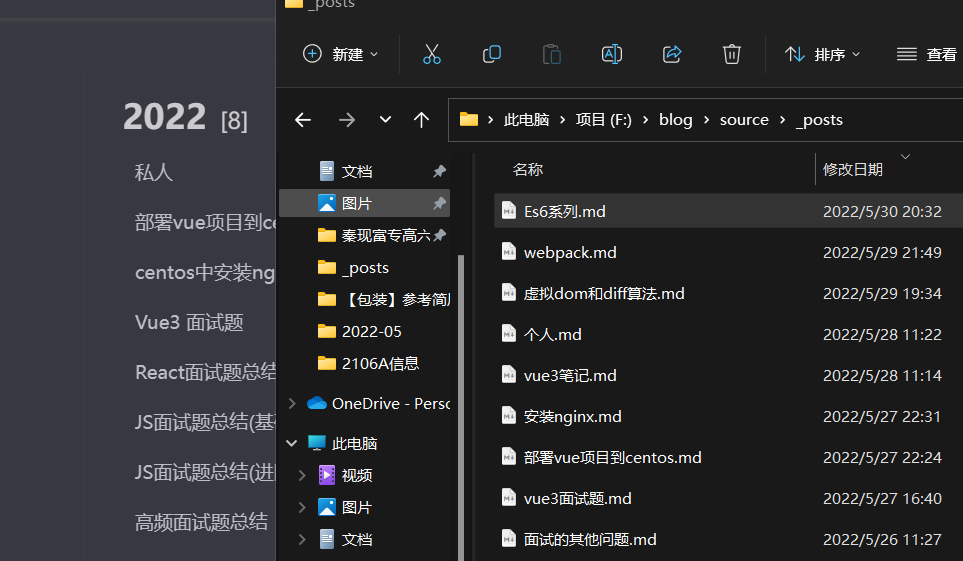 2022 [8]
私人
部署vue项目到ce
centos中安装ng
Vue3 面试题
React面试题总结
JS面试题总结(基
JS面试题总结(进
高频面试题总结
_posts
新建
排序
查看
此电脑 > 项目 (F:) > blog > source > _posts
文档
图片
秦现富专高六
_posts
【包装】参考简历
2022-05
2106A信息
OneDrive - Perso
此电脑
视频
图片
文档
名称 修改日期
Es6系列.md 2022/5/30 20:32
webpack.md 2022/5/29 21:49
虚拟dom和diff算法.md 2022/5/29 19:34
个人.md 2022/5/28 11:22
vue3笔记.md 2022/5/28 11:14
安装nginx.md 2022/5/27 22:31
部署vue项目到centos.md 2022/5/27 22:24
vue3面试题.md 2022/5/27 16:40
面试的其他问题.md 2022/5/26 11:27